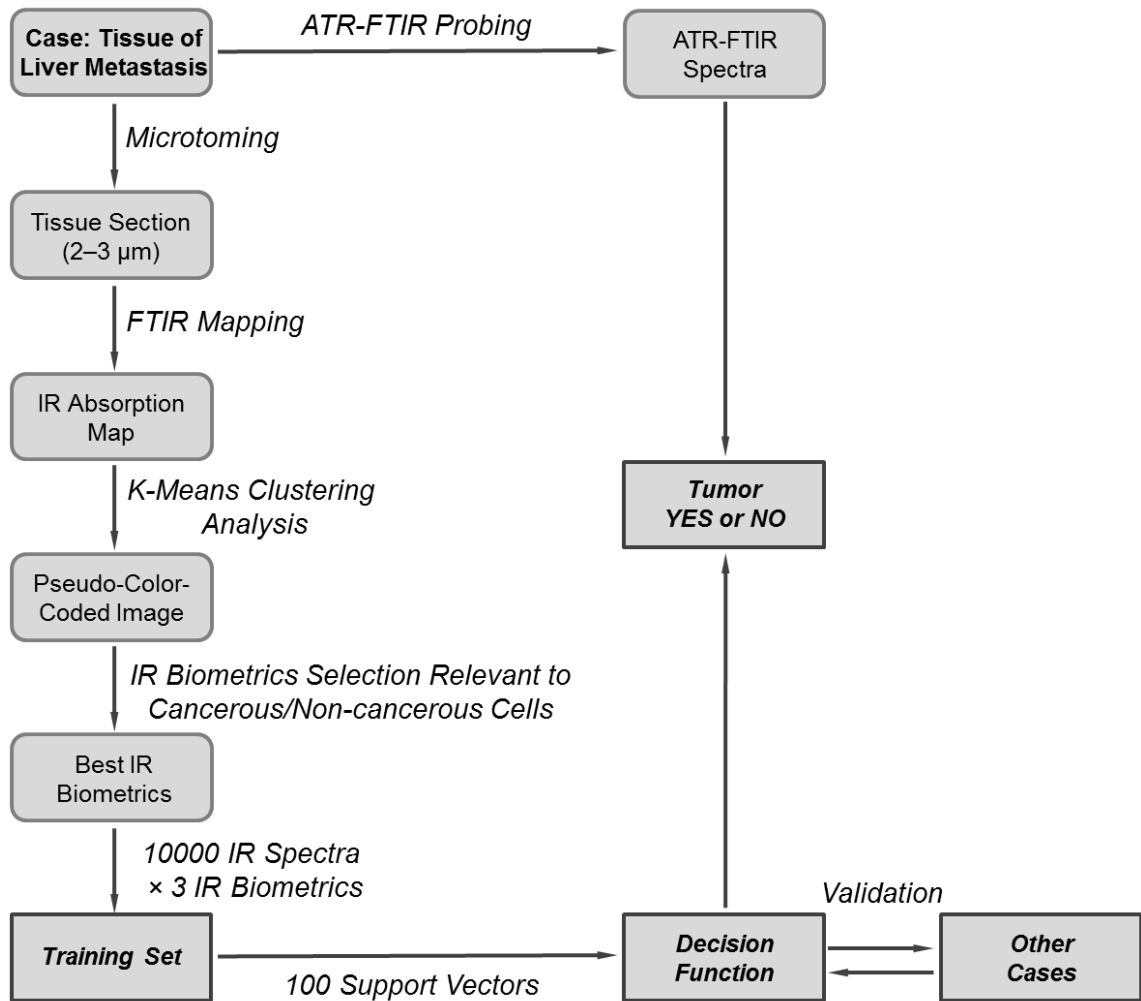 Case: Tissue of
Liver Metastasis
ATR-FTIR Probing
ATR-FTIR
Spectra
Microtoming
Tissue Section
(2–3 µm)
FTIR Mapping
IR Absorption
Map
K-Means Clustering
Analysis
Tumor
YES or NO
Pseudo-Color-
Coded Image
IR Biometrics Selection Relevant to
Cancerous/Non-cancerous Cells
Best IR
Biometrics
10000 IR Spectra
× 3 IR Biometrics
Training Set
100 Support Vectors
Decision
Function
Validation
Other
Cases